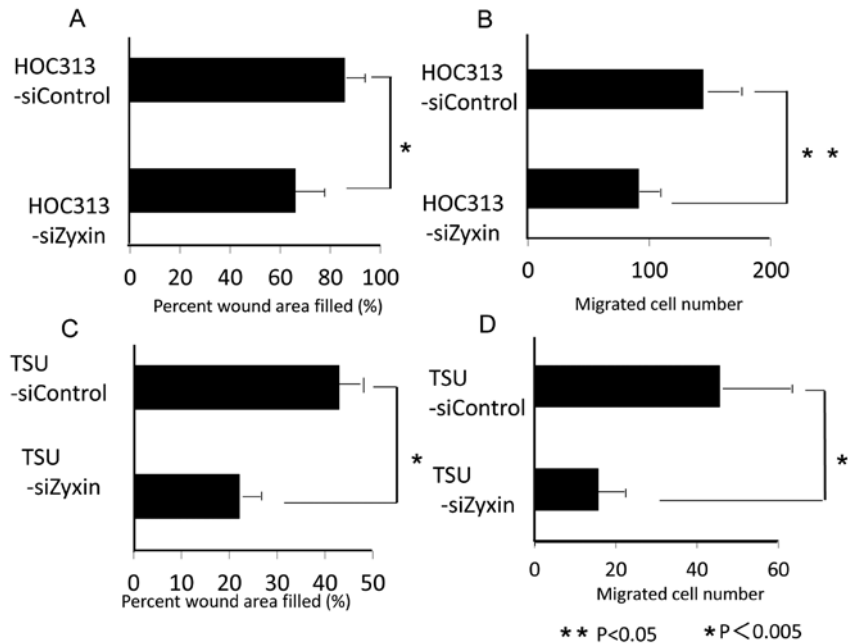 A
HOC313
-siControl
HOC313
-siZyxin
*
0 20 40 60 80 100
Percent wound area filled (%)
B
HOC313
-siControl
HOC313
-siZyxin
* *
0 100 200
Migrated cell number
C
TSU
-siControl
TSU
-siZyxin
*
0 10 20 30 40 50
Percent wound area filled (%)
D
TSU
-siControl
TSU
-siZyxin
*
0 20 40 60
Migrated cell number
** P<0.05 *P<0.005